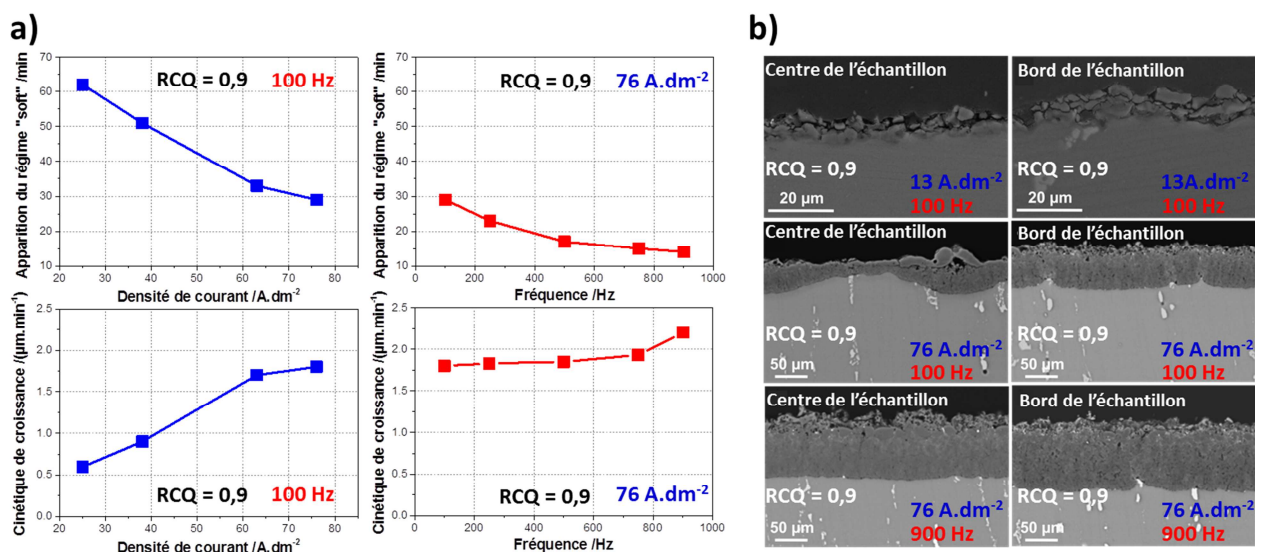 a)
Apparition du régime "soft" /min
70
60
50
40
30
20
10
RCQ = 0,9 100 Hz
20 30 40 50 60 70 80
Densité de courant /A.dm-2
Apparition du régime "soft" /min
70
60
50
40
30
20
10
RCQ = 0,9 76 A.dm-2
0 200 400 600 800 1000
Fréquence /Hz
Cinétique de croissance /(µm.min-1)
2.5
2.0
1.5
1.0
0.5
0.0
RCQ = 0,9 100 Hz
20 30 40 50 60 70 80
Densité de courant /A.dm-2
Cinétique de croissance /(µm.min-1)
2.5
2.0
1.5
1.0
0.5
0.0
RCQ = 0,9 76 A.dm-2
0 200 400 600 800 1000
Fréquence/Hz
b)
Centre de l'échantillon
RCQ = 0,9
13 A.dm-2
20 µm 100 Hz
Bord de l'échantillon
RCQ = 0,9
13A.dm-2
20 µm 100 Hz
Centre de l'échantillon
RCQ = 0,9
76 A.dm-2
50 µm 100 Hz
Bord de l'échantillon
RCQ = 0,9
76 A.dm-2
50 µm 100 Hz
Centre de l'échantillon
RCQ = 0,9
76 A.dm-2
50 µm 900 Hz
Bord de l'échantillon
RCQ = 0,9
76 A.dm-2
50 µm 900 Hz